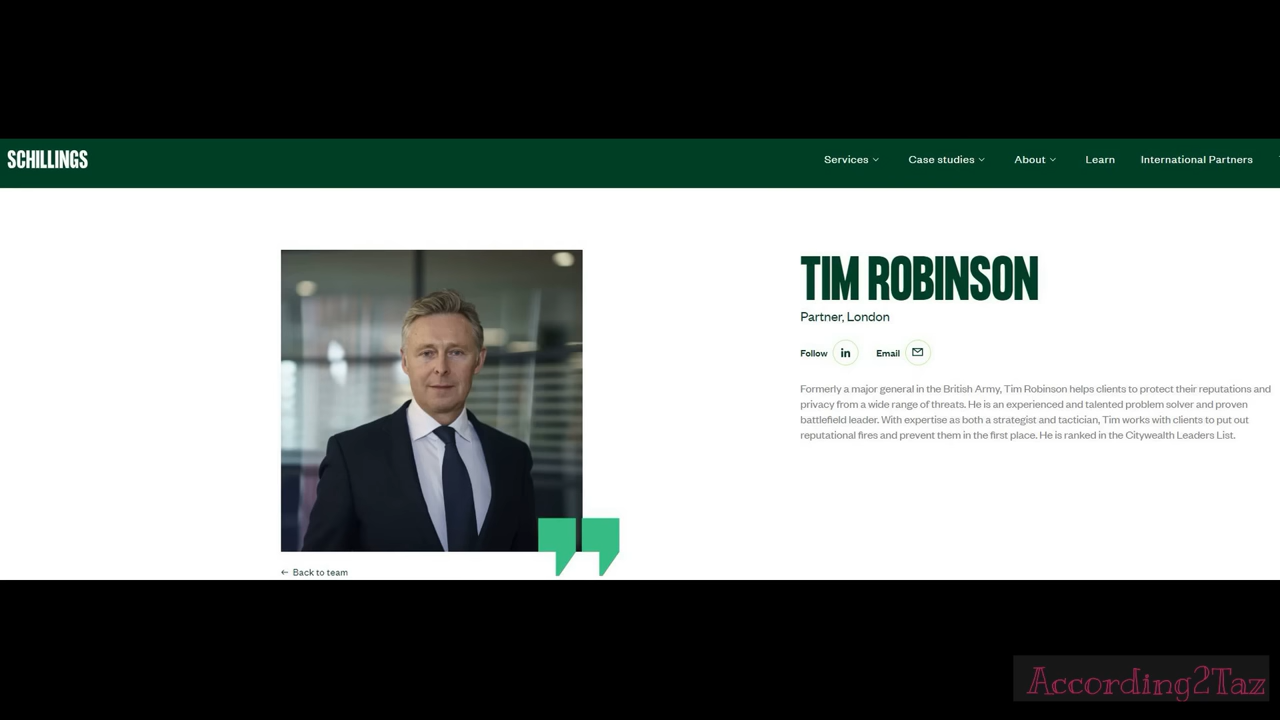 SCHILLINGS
Services
Case studies
About
Learn
International Partners
TIM ROBINSON
Partner, London
Follow in
Email
Formerly a major general in the British Army, Tim Robinson helps clients to protect their reputations and
privacy from a wide range of threats. He is an experienced and talented problem solver and proven
battlefield leader. With expertise as both a strategist and tactician, Tim works with clients to put out
reputational fires and prevent them in the first place. He is ranked in the Citywealth Leaders List.
← Back to team
According2Taz